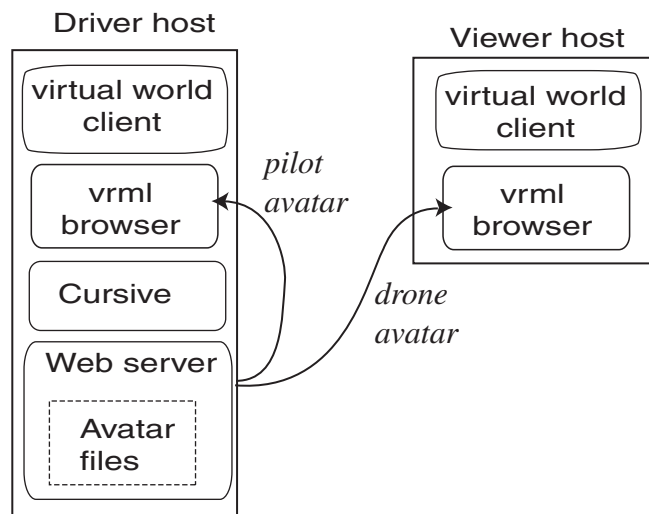 Driver host
virtual world
client
vrml
browser
Cursive
Web server
Avatar
files
pilot
avatar
drone
avatar
Viewer host
virtual world
client
vrml
browser